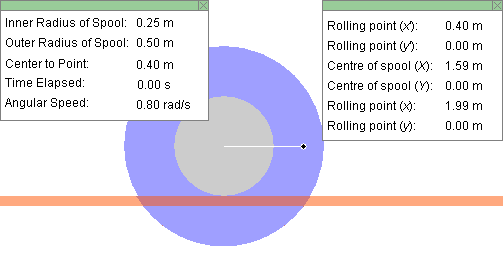 Inner Radius of Spool: 0.25 m
Outer Radius of Spool: 0.50 m
Center to Point: 0.40 m
Time Elapsed: 0.00 s
Angular Speed: 0.80 rad/s
Rolling point (x'): 0.40 m
Rolling point (y'): 0.00 m
Centre of spool (X): 1.59 m
Centre of spool (Y): 0.00 m
Rolling point (x): 1.99 m
Rolling point (y): 0.00 m